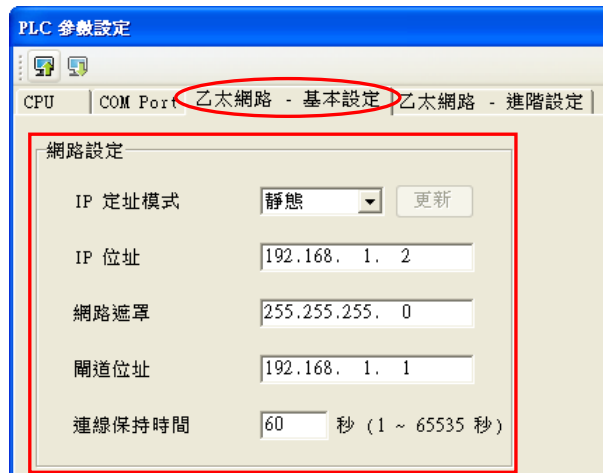 PLC 參數設定
CPU COM Port 乙太網路 - 基本設定 乙太網路 - 進階設定
網路設定
IP 定址模式 靜態 更新
IP 位址 192.168. 1. 2
網路遮罩 255.255.255. 0
閘道位址 192.168. 1. 1
連線保持時間 60 秒 (1 ~ 65535 秒)